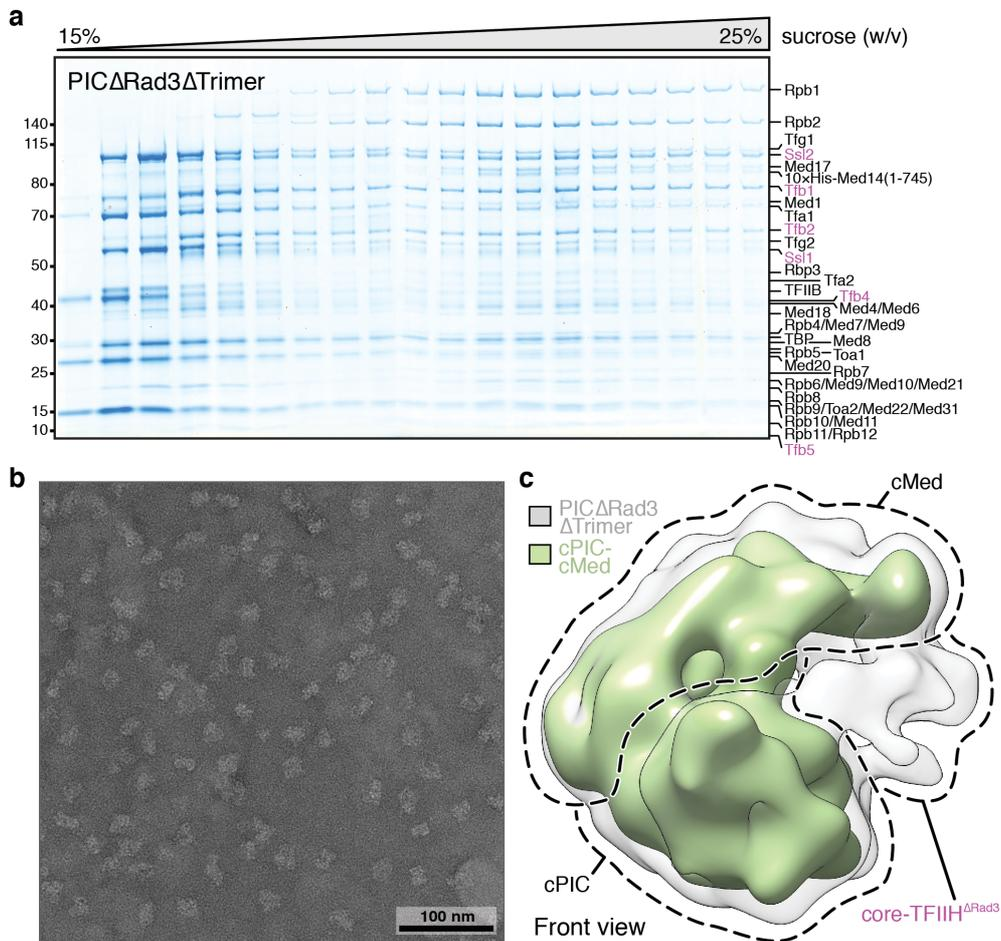 a
15%
25%
sucrose (w/v)
PICΔRad3ΔTrimer
140
115
80
70
50
40
30
25
15
10
Rpb1
Rpb2
Tfg1
Ssl2
Med17
10×His-Med14(1-745)
Tfb1
Med1
Tfa1
Tfb2
Tfg2
Ssl1
Rbp3
Tfa2
TFIIB
Tfb4
Med4/Med6
Med18
Rpb4/Med7/Med9
TBP
Med8
Rpb5
Toa1
Med20
Rpb7
Rpb6/Med9/Med10/Med21
Rpb8
Rpb9/Toa2/Med22/Med31
Rpb10/Med11
Rpb11/Rpb12
Tfb5
b
100 nm
c
PICΔRad3
ΔTrimer
cPIC-
cMed
cMed
cPIC
Front view
core-TFIIH^ΔRad3